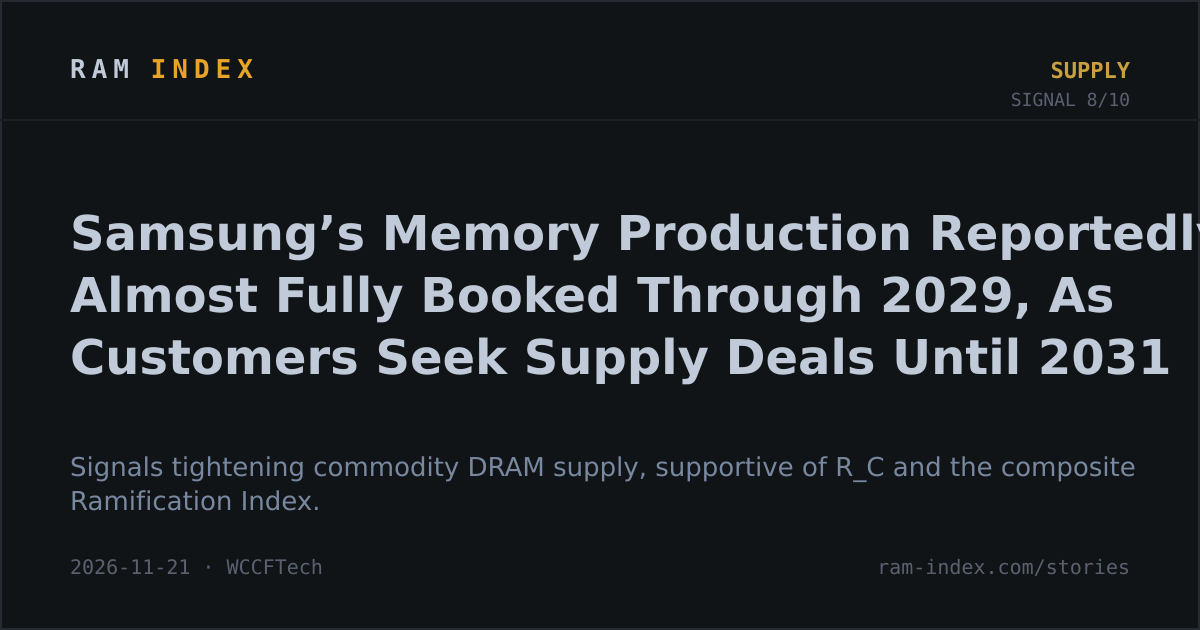 RAM INDEX
SUPPLY
SIGNAL 8/10
Samsung’s Memory Production Reportedly
Almost Fully Booked Through 2029, As
Customers Seek Supply Deals Until 2031
Signals tightening commodity DRAM supply, supportive of R_C and the composite
Ramification Index.
2026-11-21 · WCCFTech
ram-index.com/stories